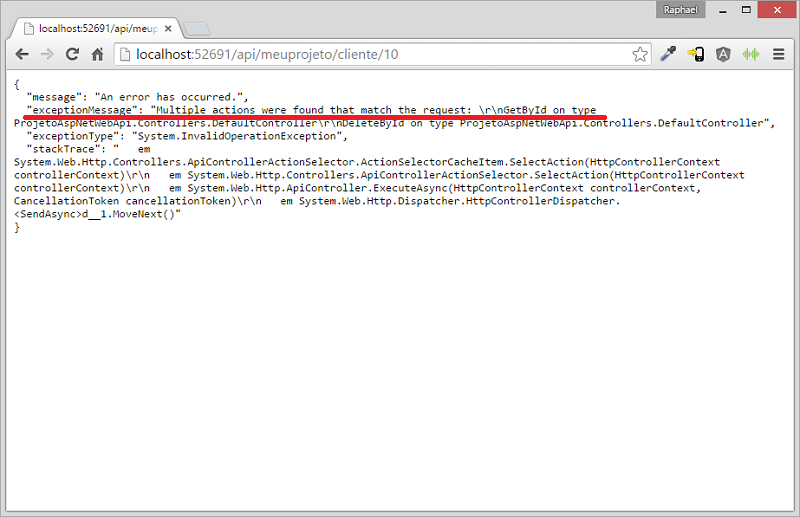 Raphael
localhost:52691/api/meup
localhost:52691/api/meuprojeto/cliente/10
{
"message": "An error has occurred.",
"exceptionMessage": "Multiple actions were found that match the request: \r\nGetById on type
ProjetoAspNetWebApi.Controllers.DefaultController\r\nDeleteById on type ProjetoAspNetWebApi.Controllers.DefaultController",
"exceptionType": "System.InvalidOperationException",
"stackTrace": "   em
System.Web.Http.Controllers.ApiControllerActionSelector.ActionSelectorCacheItem.SelectAction(HttpControllerContext
controllerContext)\r\n   em System.Web.Http.Controllers.ApiControllerActionSelector.SelectAction(HttpControllerContext
controllerContext)\r\n   em System.Web.Http.ApiController.ExecuteAsync(HttpControllerContext controllerContext,
CancellationToken cancellationToken)\r\n   em System.Web.Http.Dispatcher.HttpControllerDispatcher.
<SendAsync>d__1.MoveNext()"
}